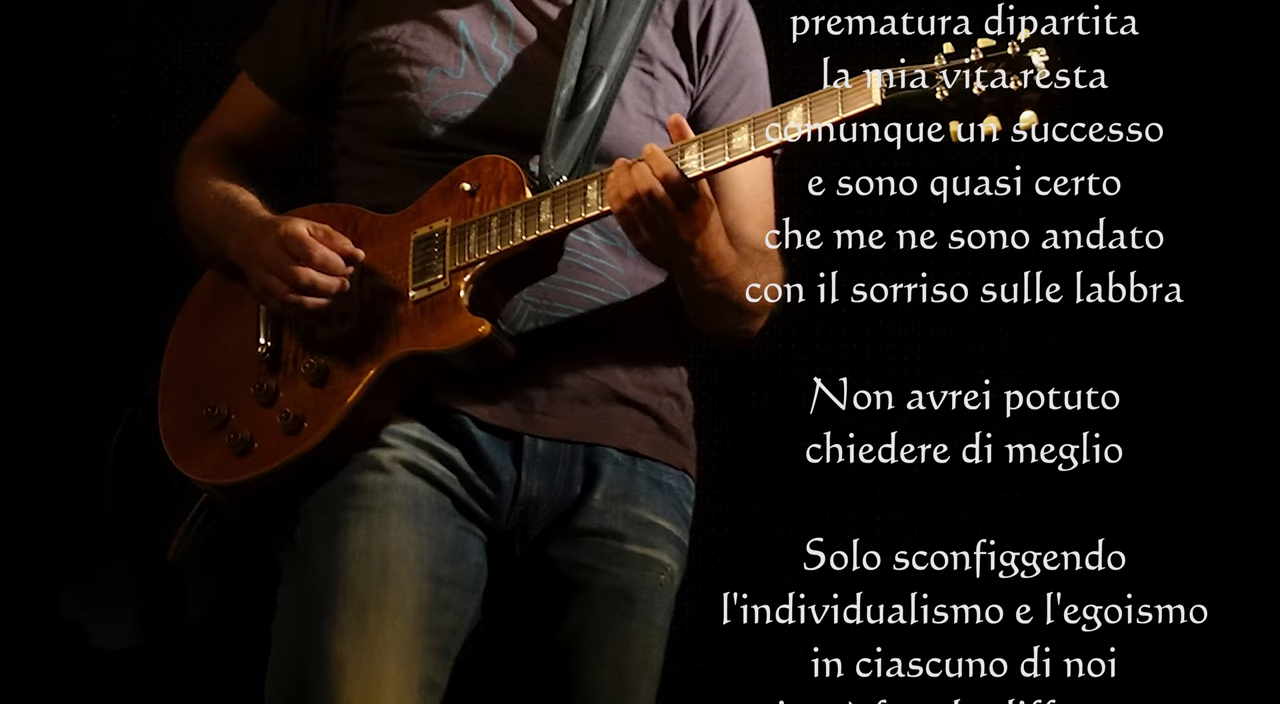 prematura dipartita
la mia vita resta
comunque un successo
e sono quasi certo
che me ne sono andato
con il sorriso sulle labbra
Non avrei potuto
chiedere di meglio
Solo sconfiggendo
l'individualismo e l'egoismo
in ciascuno di noi